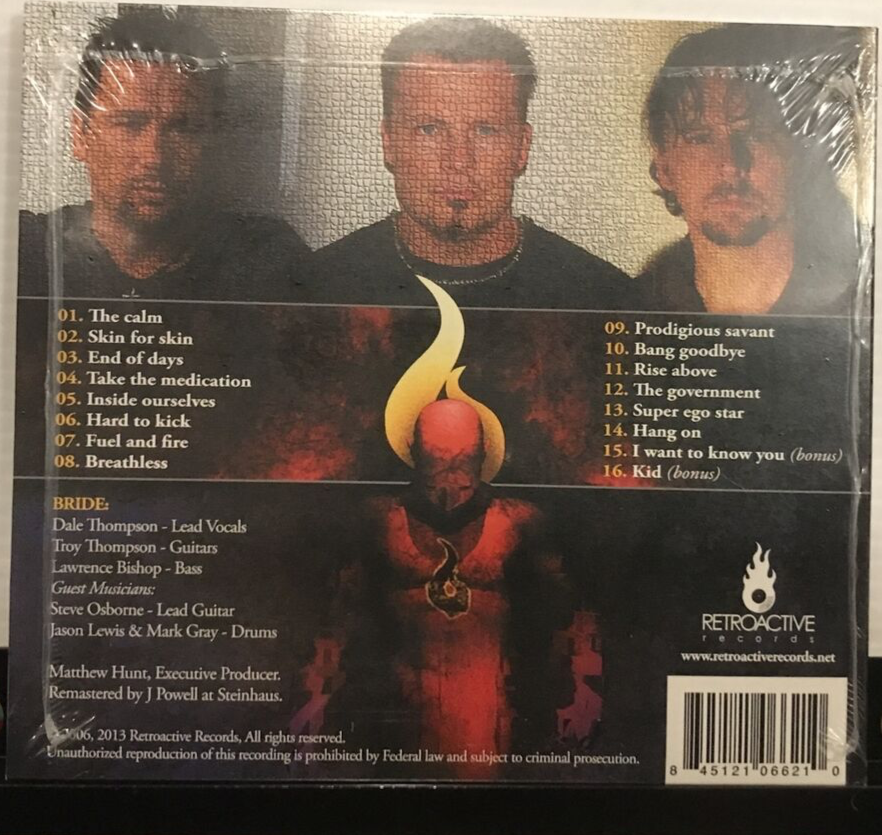 01. The calm
02. Skin for skin
03. End of days
04. Take the medication
05. Inside ourselves
06. Hard to kick
07. Fuel and fire
08. Breathless
09. Prodigious savant
10. Bang goodbye
11. Rise above
12. The government
13. Super ego star
14. Hang on
15. I want to know you (bonus)
16. Kid (bonus)
BRIDE:
Dale Thompson - Lead Vocals
Troy Thompson - Guitars
Lawrence Bishop - Bass
Guest Musicians:
Steve Osborne - Lead Guitar
Jason Lewis & Mark Gray - Drums
Matthew Hunt, Executive Producer.
Remastered by J Powell at Steinhaus.
2006, 2013 Retroactive Records, All rights reserved.
Unauthorized reproduction of this recording is prohibited by Federal law and subject to criminal prosecution.
RETROACTIVE
records
www.retroactiverecords.net
8 45121 06621 0